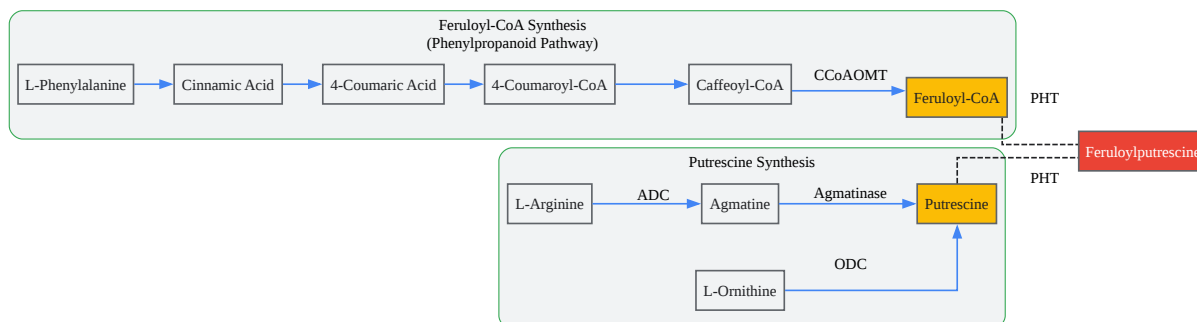 Feruloyl-CoA Synthesis
(Phenylpropanoid Pathway)
L-Phenylalanine
Cinnamic Acid
4-Coumaric Acid
4-Coumaroyl-CoA
Caffeoyl-CoA
CCoAOMT
Feruloyl-CoA
PHT
Feruloylputrescine
PHT
Putrescine Synthesis
L-Arginine
ADC
Agmatine
Agmatinase
Putrescine
ODC
L-Ornithine